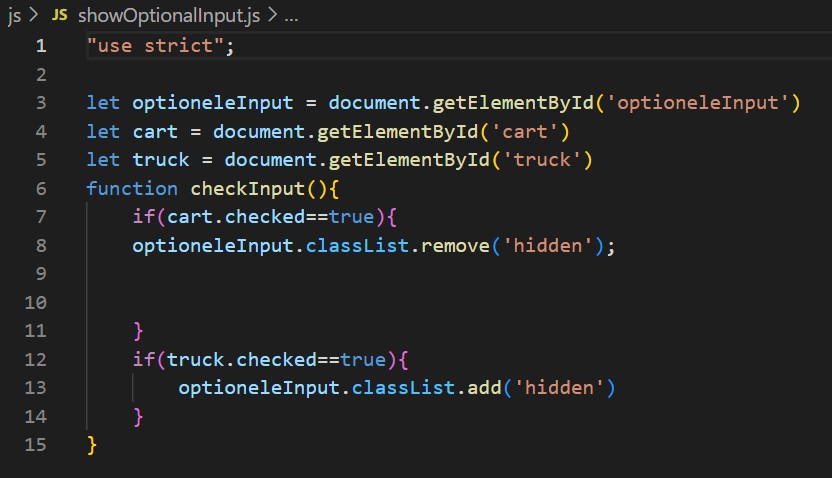 js > JS showOptionalInput.js > ...
1 "use strict";
2
3 let optioneleInput = document.getElementById('optioneleInput')
4 let cart = document.getElementById('cart')
5 let truck = document.getElementById('truck')
6 function checkInput(){
7     if(cart.checked==true){
8     optioneleInput.classList.remove('hidden');
9
10
11     }
12     if(truck.checked==true){
13         optioneleInput.classList.add('hidden')
14     }
15 }